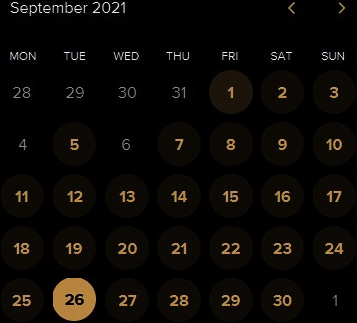 September 2021
MON TUE WED THU FRI SAT SUN
28 29 30 31 1 2 3
4 5 6 7 8 9 10
11 12 13 14 15 16 17
18 19 20 21 22 23 24
25 26 27 28 29 30 1